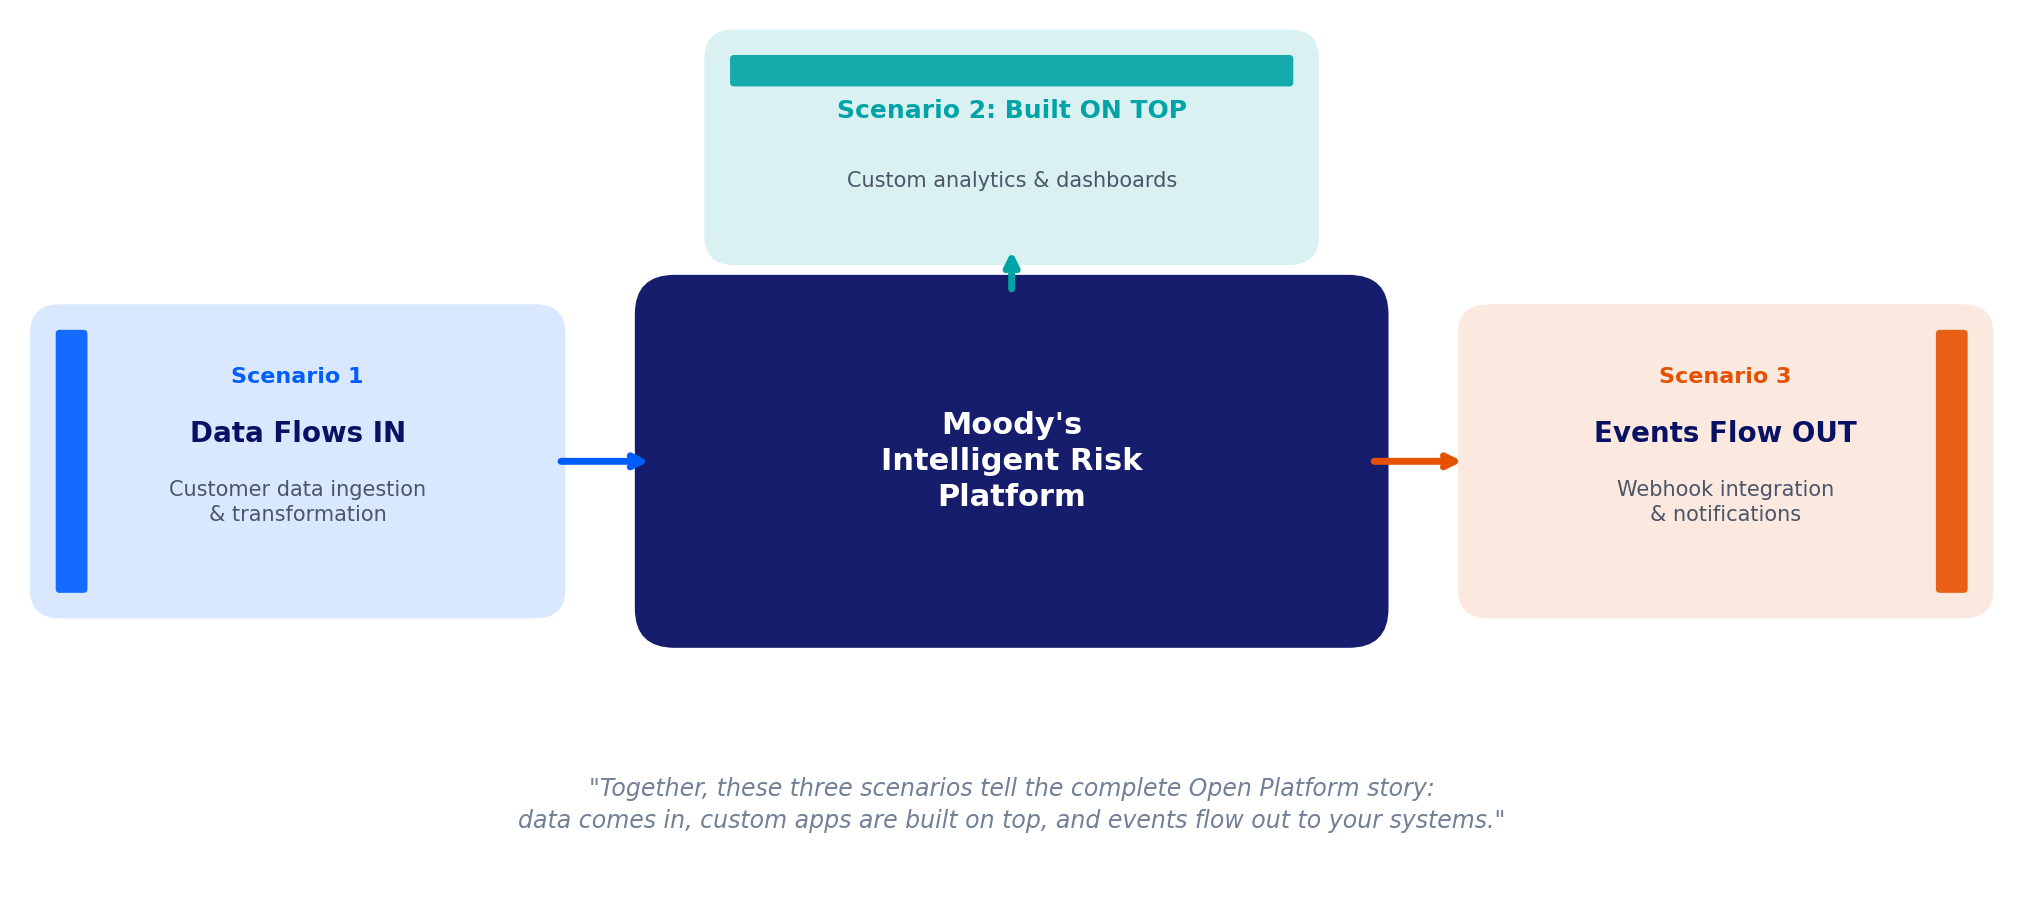 Scenario 2: Built ON TOP
Custom analytics & dashboards
Scenario 1
Data Flows IN
Customer data ingestion
& transformation
Moody's
Intelligent Risk
Platform
Scenario 3
Events Flow OUT
Webhook integration
& notifications
"Together, these three scenarios tell the complete Open Platform story:
data comes in, custom apps are built on top, and events flow out to your systems."